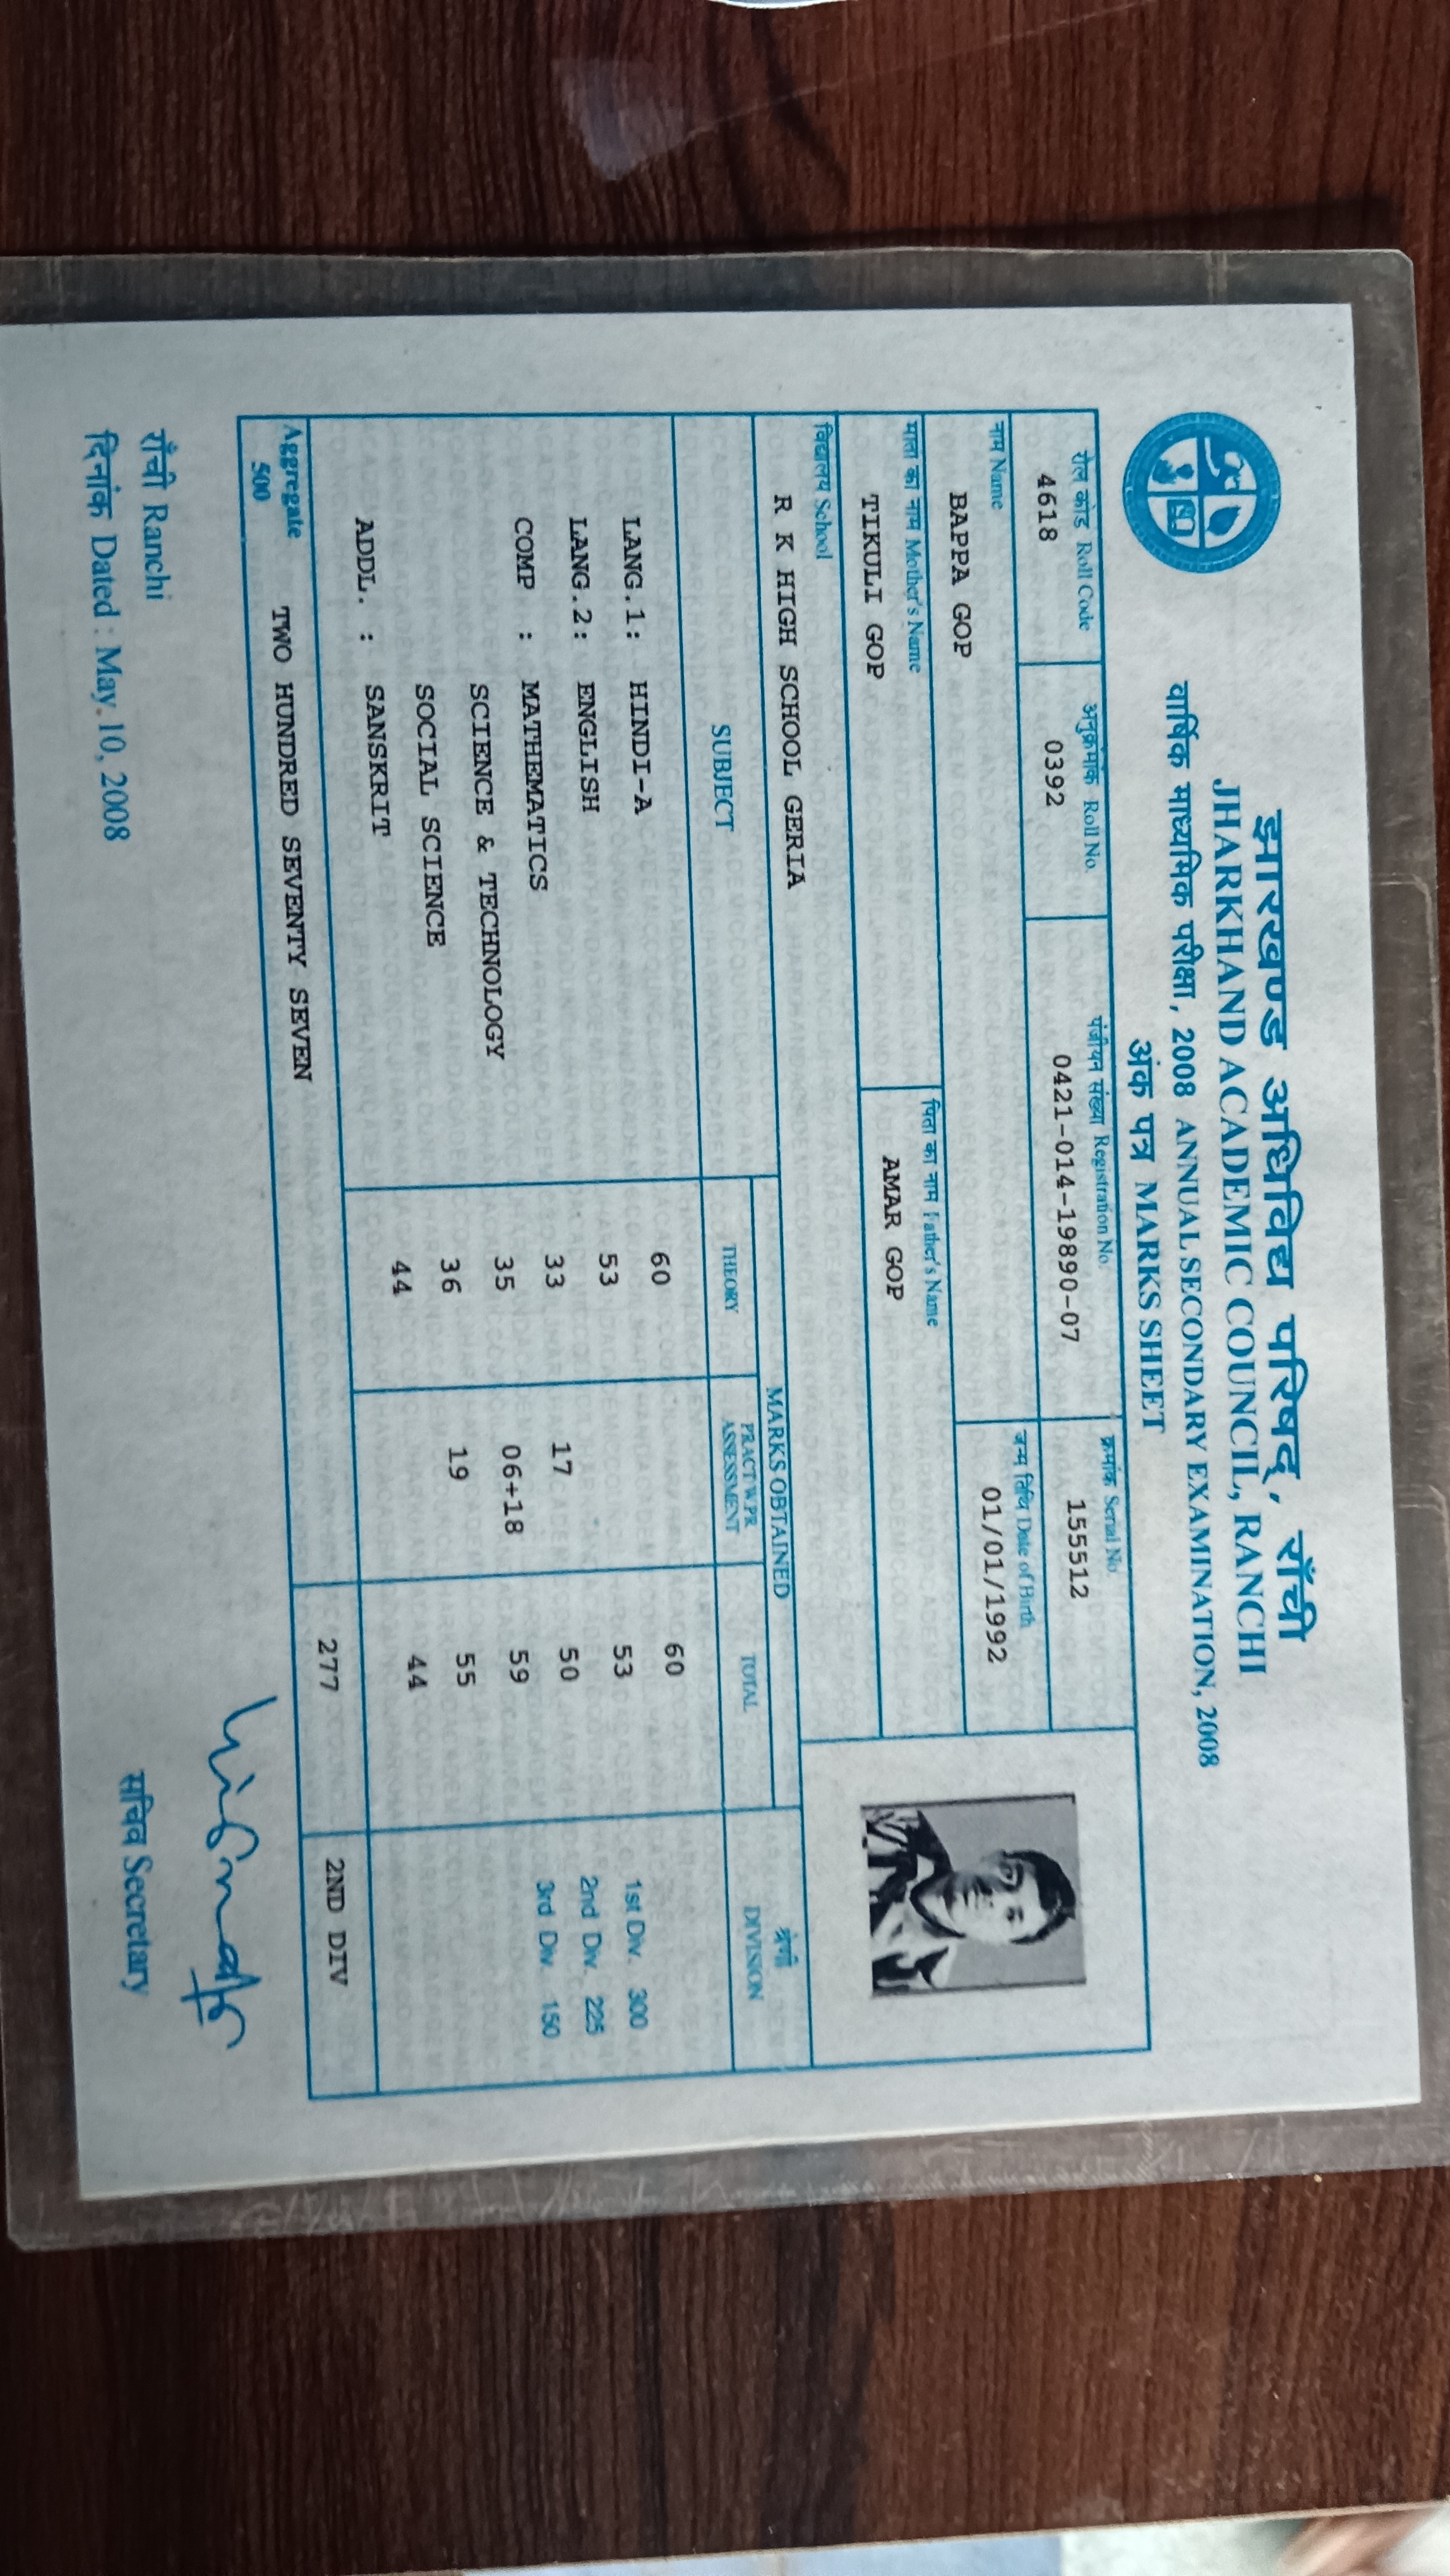 झारखण्ड अधिविद्य परिषद्, राँची
JHARKHAND ACADEMIC COUNCIL, RANCHI
वार्षिक माध्यमिक परीक्षा, 2008 ANNUAL SECONDARY EXAMINATION, 2008
अंक पत्र MARKS SHEET
रोल कोड Roll Code अनुक्रमांक Roll No. पंजीयन संख्या Registration No. क्रमांक Serial No.
4618 0392 0421-014-19890-07 155512
नाम Name जन्म तिथि Date of Birth
BAPPA GOP 01/01/1992
माता का नाम Mother's Name पिता का नाम Father's Name
TIKULI GOP AMAR GOP
विद्यालय School
R K HIGH SCHOOL GERIA
SUBJECT MARKS OBTAINED श्रेणी DIVISION
THEORY PRACT/W.PR ASSESSMENT TOTAL
LANG.1: HINDI-A 60 60 1st Div. 300
LANG.2: ENGLISH 53 53 2nd Div. 225
COMP : MATHEMATICS 33 17 50 3rd Div. 150
SCIENCE & TECHNOLOGY 35 06+18 59
SOCIAL SCIENCE 36 19 55
ADDL. : SANSKRIT 44 44
Aggregate 500 TWO HUNDRED SEVENTY SEVEN 277 2ND DIV
राँची Ranchi
दिनांक Dated : May.10, 2008
सचिव Secretary